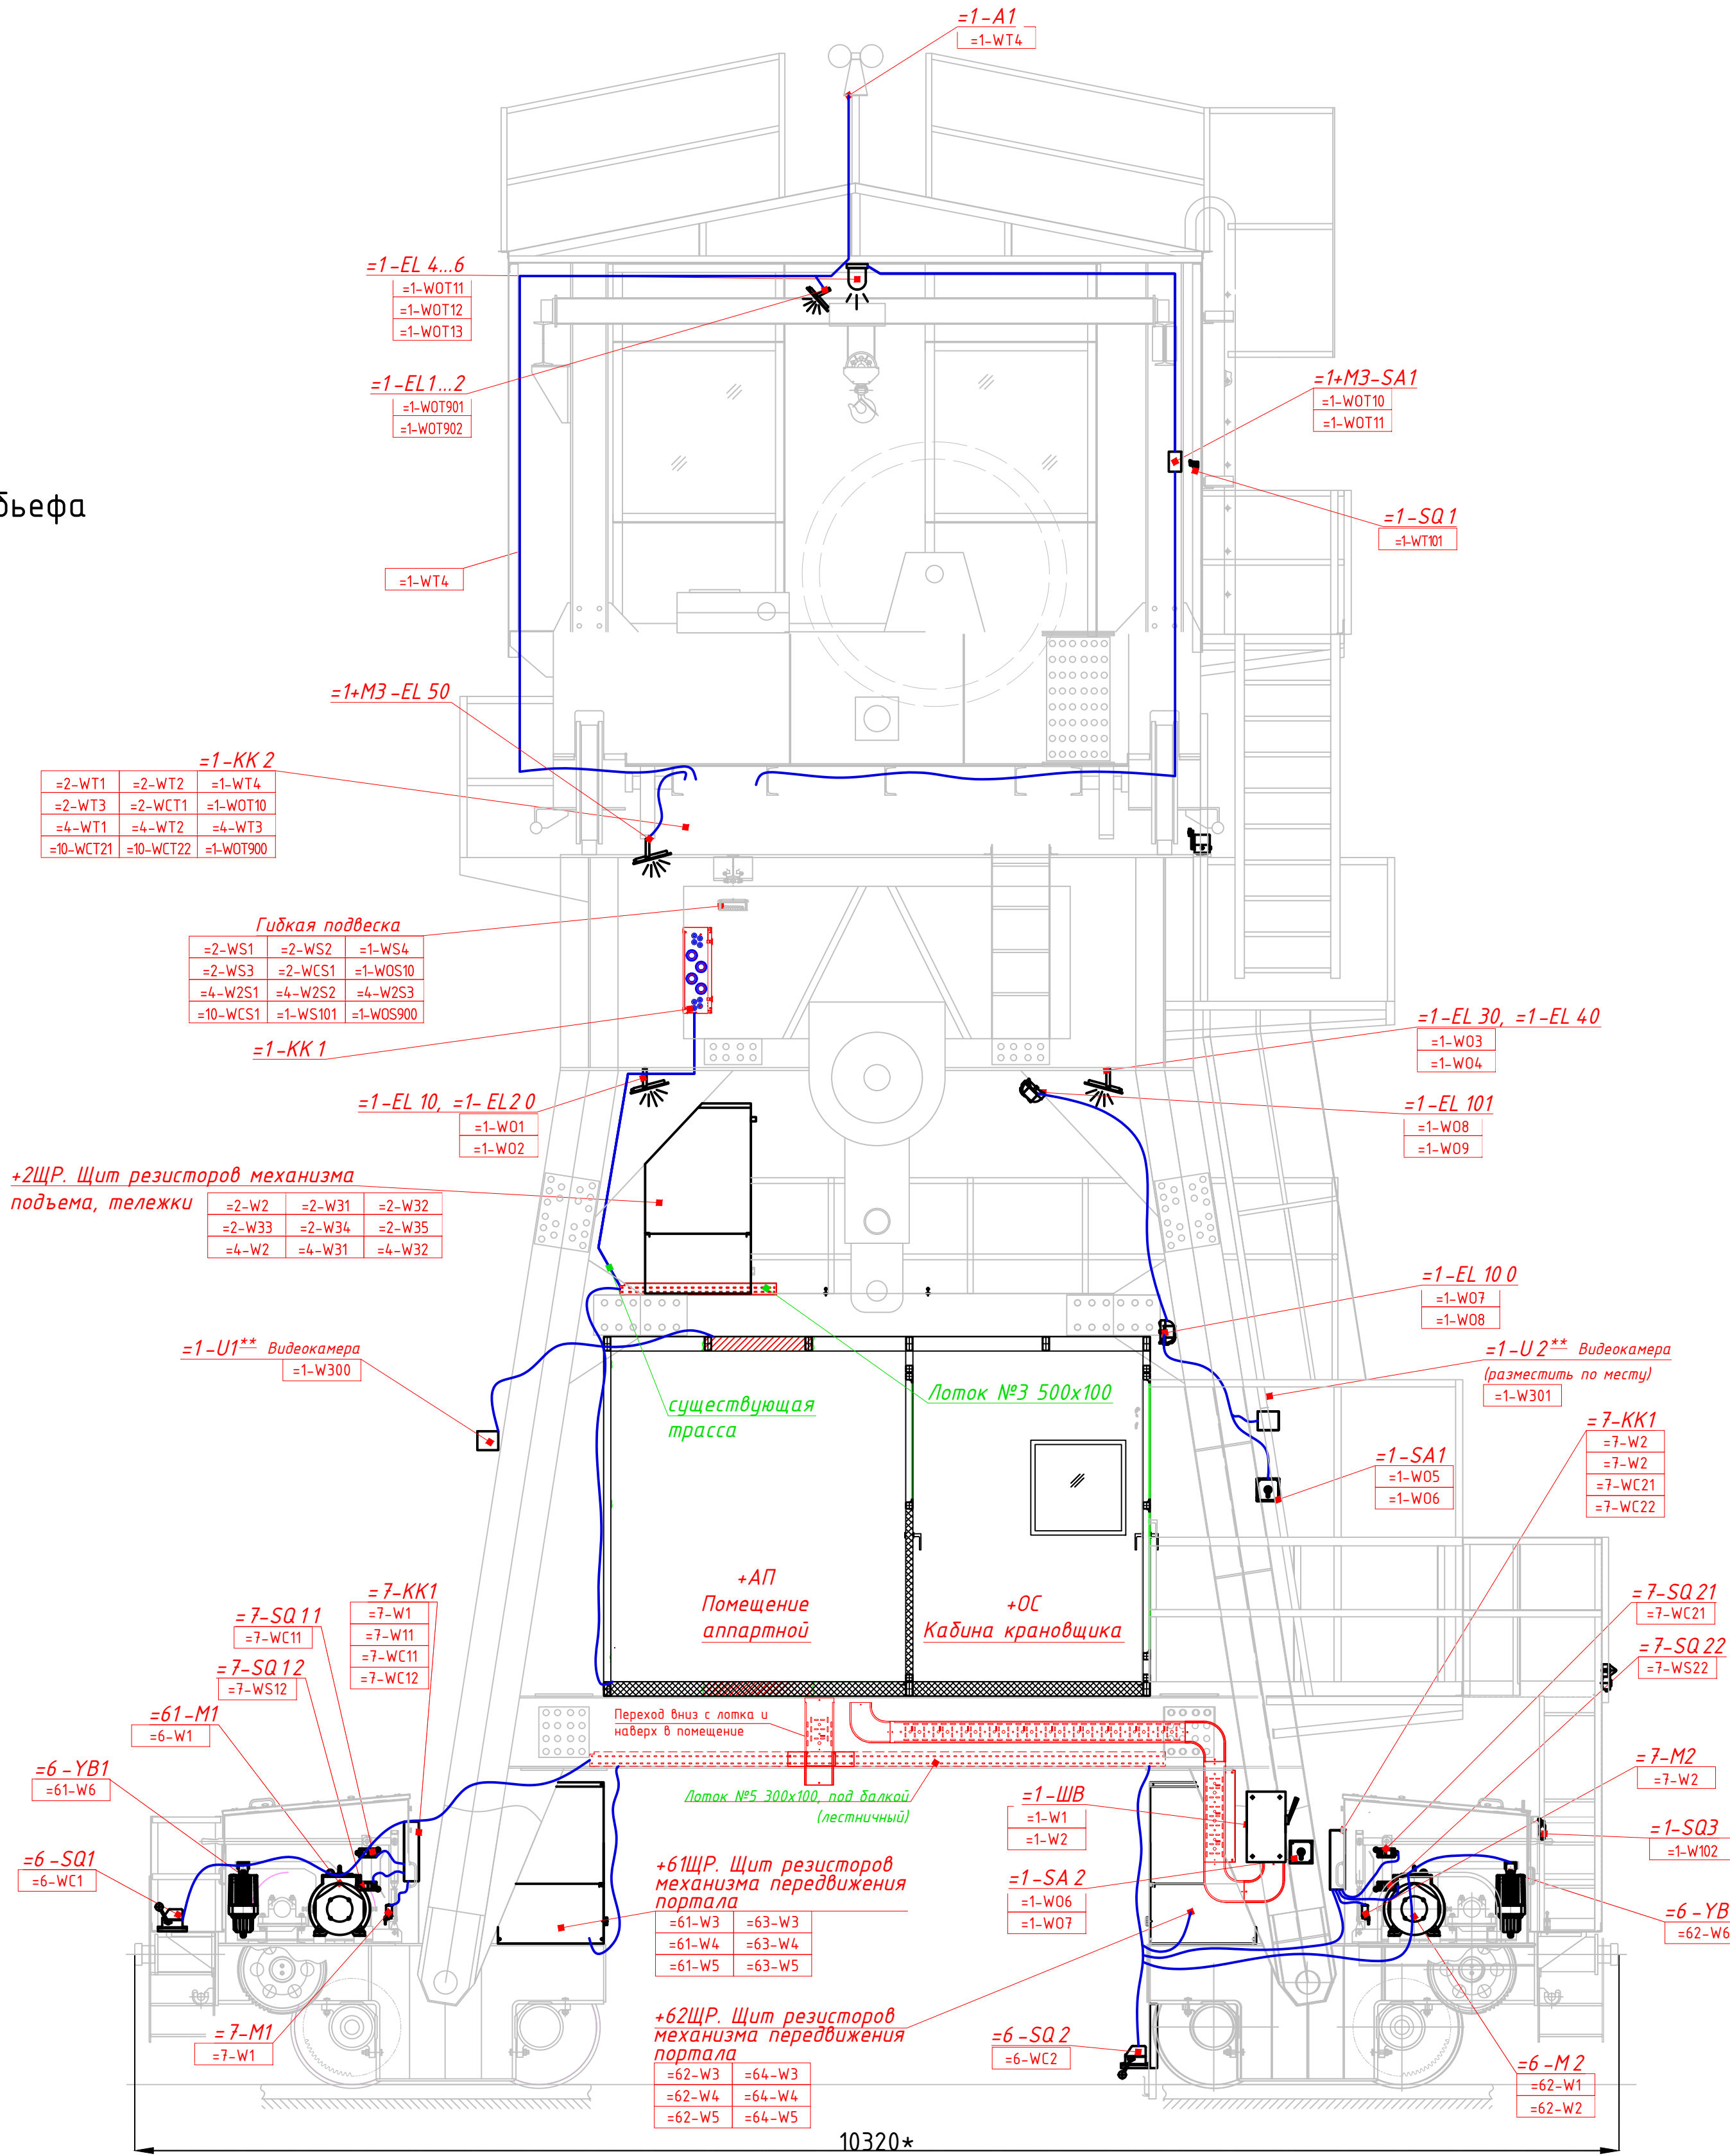 =1-A1
=1-WT4
=1-EL 4...6
=1-WOT11
=1-WOT12
=1-WOT13
=1-EL1...2
=1-WOT901
=1-WOT902
=1+М3-SA1
=1-WOT10
=1-WOT11
бьефа
=1-SQ1
=1-WT101
=1-WT4
=1+М3-EL 50
=1-КК 2
=2-WT1 =2-WT2 =1-WT4
=2-WT3 =2-WCT1 =1-WOT10
=4-WT1 =4-WT2 =4-WT3
=10-WCT21 =10-WCT22 =1-WOT900
Гибкая подвеска
=2-WS1 =2-WS2 =1-WS4
=2-WS3 =2-WCS1 =1-WOS10
=4-W2S1 =4-W2S2 =4-W2S3
=10-WCS1 =1-WS101 =1-WOS900
=1-КК 1
=1-EL 30, =1-EL 40
=1-WO3
=1-WO4
=1-EL 10, =1- EL2 0
=1-WO1
=1-WO2
=1-EL 101
=1-WO8
=1-WO9
+2ЩР. Щит резисторов механизма
подъема, тележки
=2-W2 =2-W31 =2-W32
=2-W33 =2-W34 =2-W35
=4-W2 =4-W31 =4-W32
=1-EL 10 0
=1-WO7
=1-WO8
=1-U1** Видеокамера
=1-W300
=1-U 2** Видеокамера
(разместить по месту)
=1-W301
существующая
трасса
Лоток №3 500х100
=7-КК1
=7-W2
=7-W2
=7-WC21
=7-WC22
=1-SA1
=1-WO5
=1-WO6
+АП
Помещение
аппартной
+ОС
Кабина крановщика
=7-КК1
=7-W1
=7-W11
=7-WC11
=7-WC12
=7-SQ 11
=7-WC11
=7-SQ 12
=7-WS12
=7-SQ 21
=7-WC21
=7-SQ 22
=7-WS22
=61-M1
=6-W1
=6-YB1
=61-W6
=6-SQ1
=6-WC1
Переход вниз с лотка и
наверх в помещение
Лоток №5 300х100, под балкой
(лестничный)
=1-ШВ
=1-W1
=1-W2
=7-M2
=7-W2
=1-SQ3
=1-W102
=1-SA 2
=1-WO6
=1-WO7
=6-YB
=62-W6
+61ЩР. Щит резисторов
механизма передвижения
портала
=61-W3 =63-W3
=61-W4 =63-W4
=61-W5 =63-W5
+62ЩР. Щит резисторов
механизма передвижения
портала
=62-W3 =64-W3
=62-W4 =64-W4
=62-W5 =64-W5
=7-M1
=7-W1
=6-SQ 2
=6-WC2
=6-M 2
=62-W1
=62-W2
10320*